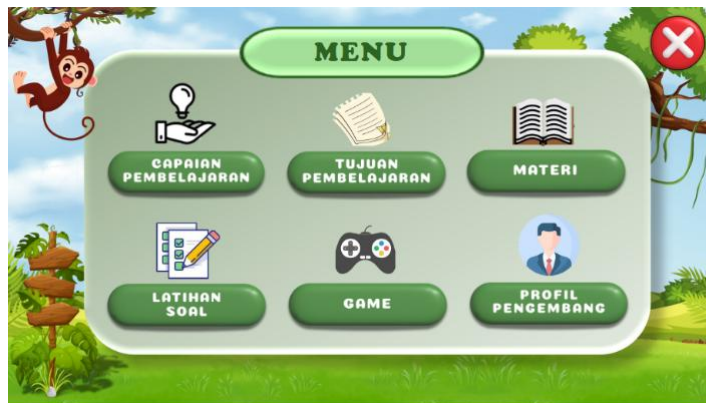 MENU
CAPAIAN
PEMBELAJARAN
TUJUAN
PEMBELAJARAN
MATERI
LATIHAN
SOAL
GAME
PROFIL
PENGEMBANG